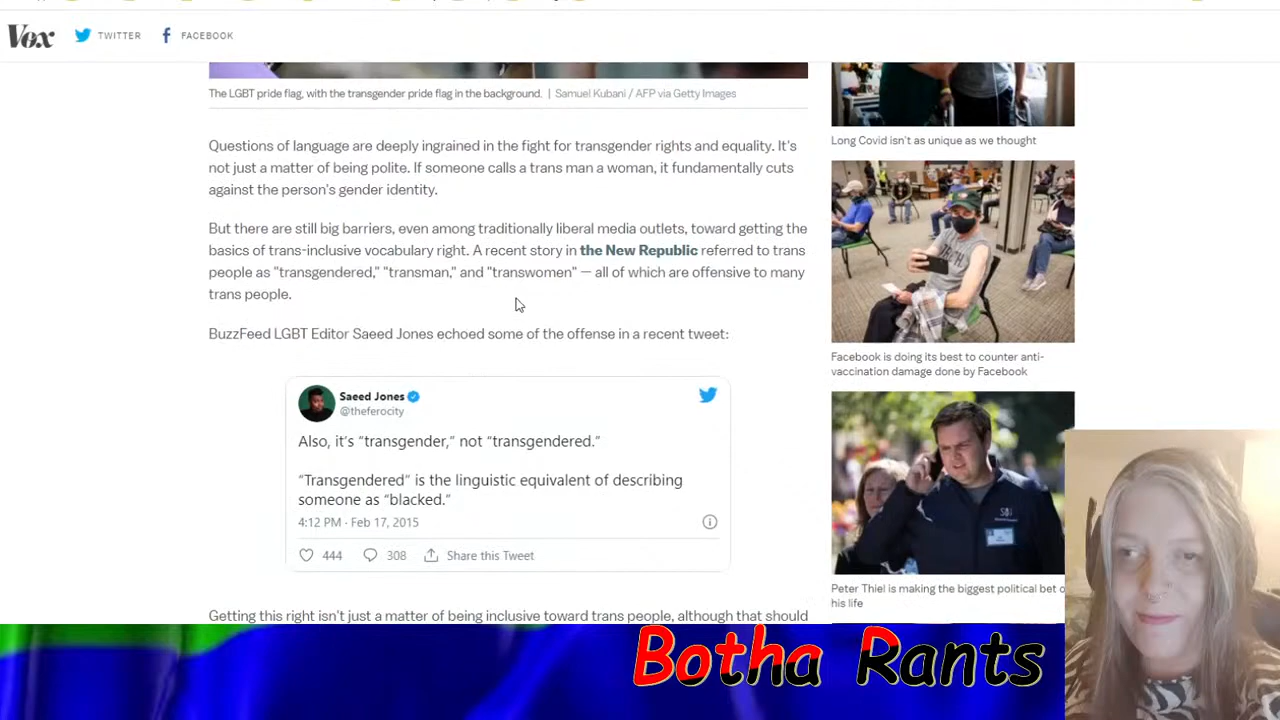 Vox TWITTER FACEBOOK
The LGBT pride flag, with the transgender pride flag in the background. | Samuel Kubani / AFP via Getty Images
Questions of language are deeply ingrained in the fight for transgender rights and equality. It's
not just a matter of being polite. If someone calls a trans man a woman, it fundamentally cuts
against the person's gender identity.
But there are still big barriers, even among traditionally liberal media outlets, toward getting the
basics of trans-inclusive vocabulary right. A recent story in the New Republic referred to trans
people as "transgendered," "transman," and "transwomen" — all of which are offensive to many
trans people.
BuzzFeed LGBT Editor Saeed Jones echoed some of the offense in a recent tweet:
Saeed Jones
@theferocity
Also, it's “transgender,” not “transgendered.”
“Transgendered” is the linguistic equivalent of describing
someone as “blacked.”
4:12 PM · Feb 17, 2015
444 308 Share this Tweet
Getting this right isn't just a matter of being inclusive toward trans people, although that should
Long Covid isn't as unique as we thought
Facebook is doing its best to counter anti-
vaccination damage done by Facebook
Peter Thiel is making the biggest political bet o
his life
Botha Rants